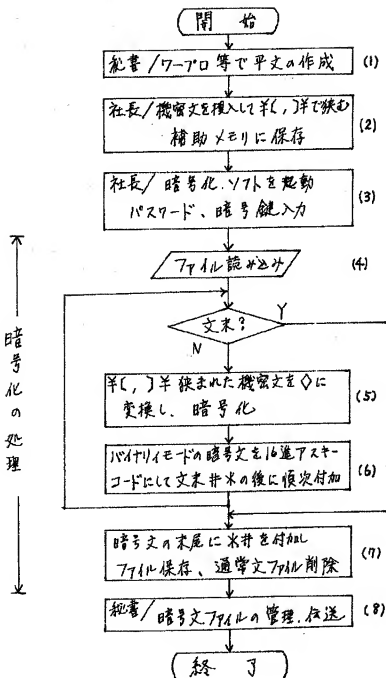 開始
秘書/ワープロ等で平文の作成
(1)
社長/機密文を挿入して¥[,]¥で狭む
補助メモリに保存
(2)
社長/暗号化ソフトを起動
パスワード、暗号鍵入力
(3)
ファイル読み込み
(4)
文末?
Y
N
¥[,]¥狭まれた機密文を◇に
変換し、暗号化
(5)
バイナリィモードの暗号文を16進アスキー
コードにして文末井*の後に順次付加
(6)
暗号文の末尾に*井を付加し
ファイル保存、通常文ファイル削除
(7)
秘書/暗号文ファイルの管理.伝送
(8)
終了
暗号化の処理